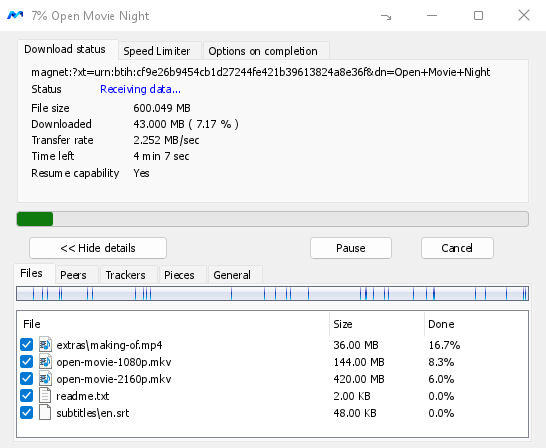 7% Open Movie Night
Download status Speed Limiter Options on completion
magnet:?xt=urn:btih:cf9e26b9454cb1d27244fe421b39613824a8e36f&dn=Open+Movie+Night
Status Receiving data...
File size 600.049 MB
Downloaded 43.000 MB ( 7.17 % )
Transfer rate 2.252 MB/sec
Time left 4 min 7 sec
Resume capability Yes
<< Hide details Pause Cancel
Files Peers Trackers Pieces General
File Size Done
extras\making-of.mp4 36.00 MB 16.7%
open-movie-1080p.mkv 144.00 MB 8.3%
open-movie-2160p.mkv 420.00 MB 6.0%
readme.txt 2.00 KB 0.0%
subtitles\en.srt 48.00 KB 0.0%